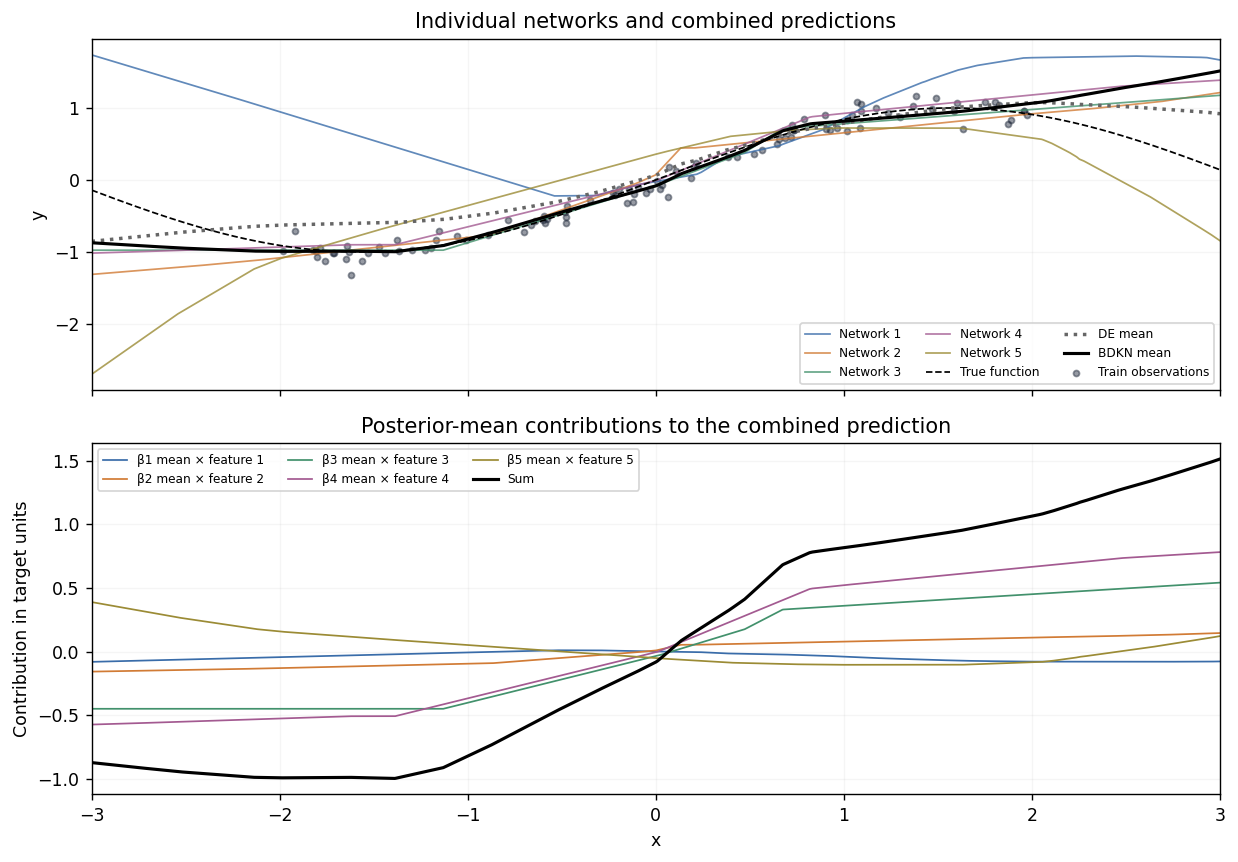 Individual networks and combined predictions
y
1
0
−1
−2
Network 1
Network 2
Network 3
Network 4
Network 5
True function
DE mean
BDKN mean
Train observations
Posterior-mean contributions to the combined prediction
Contribution in target units
1.5
1.0
0.5
0.0
−0.5
−1.0
β1 mean × feature 1
β2 mean × feature 2
β3 mean × feature 3
β4 mean × feature 4
β5 mean × feature 5
Sum
−3 −2 −1 0 1 2 3
x